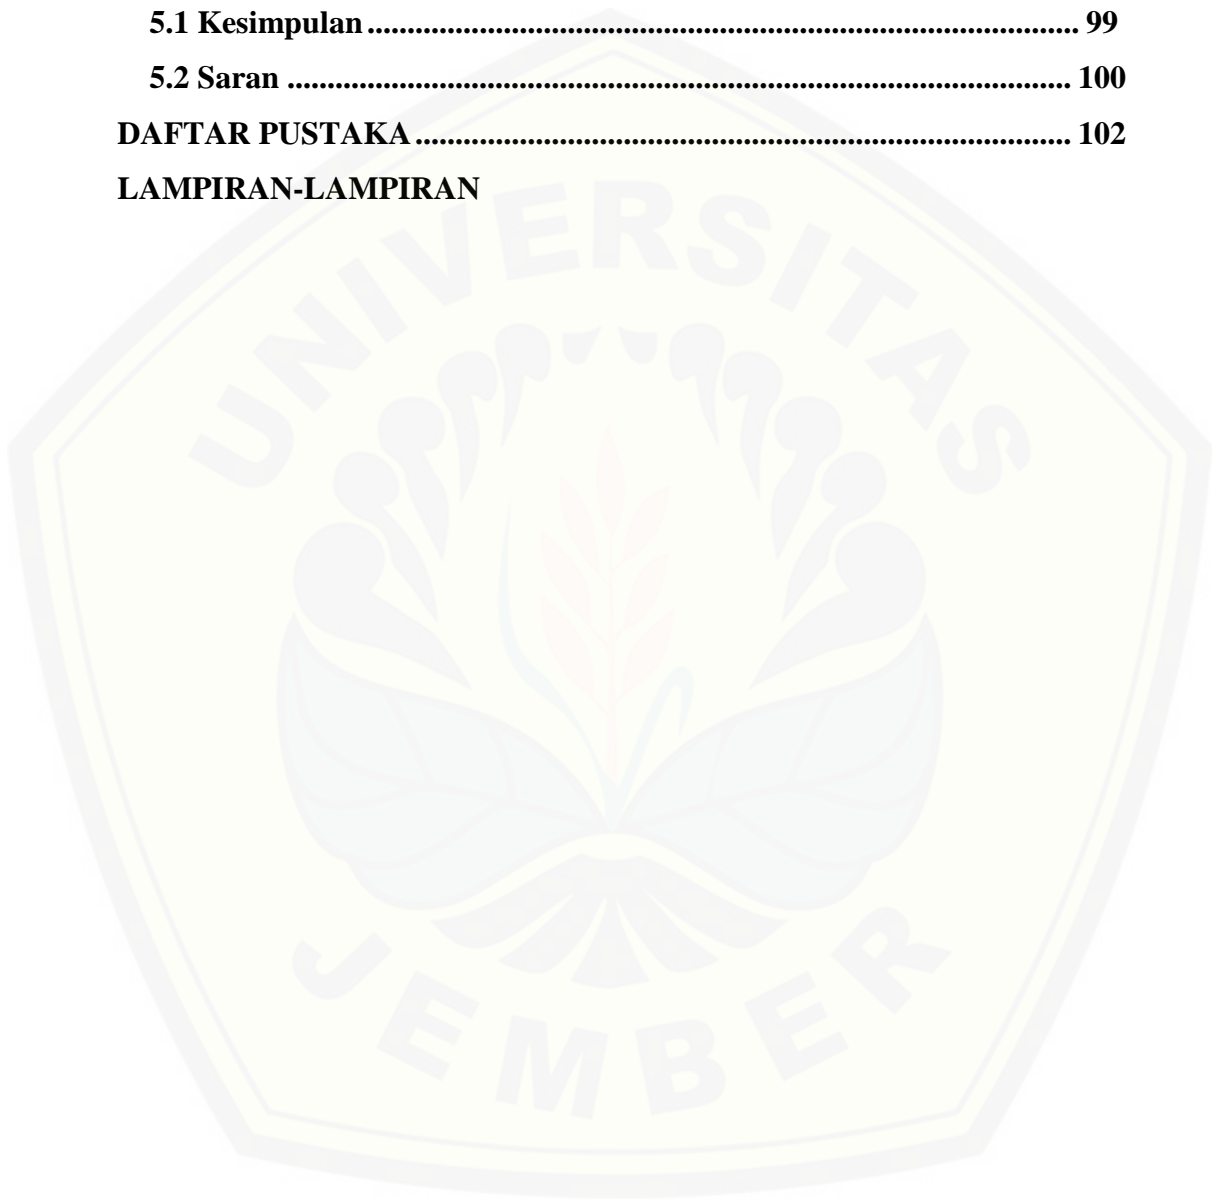 5.1 Kesimpulan......................................................................................... 99
5.2 Saran .................................................................................................. 100
DAFTAR PUSTAKA.................................................................................. 102
LAMPIRAN-LAMPIRAN
UNIVERSITAS
JEMBER